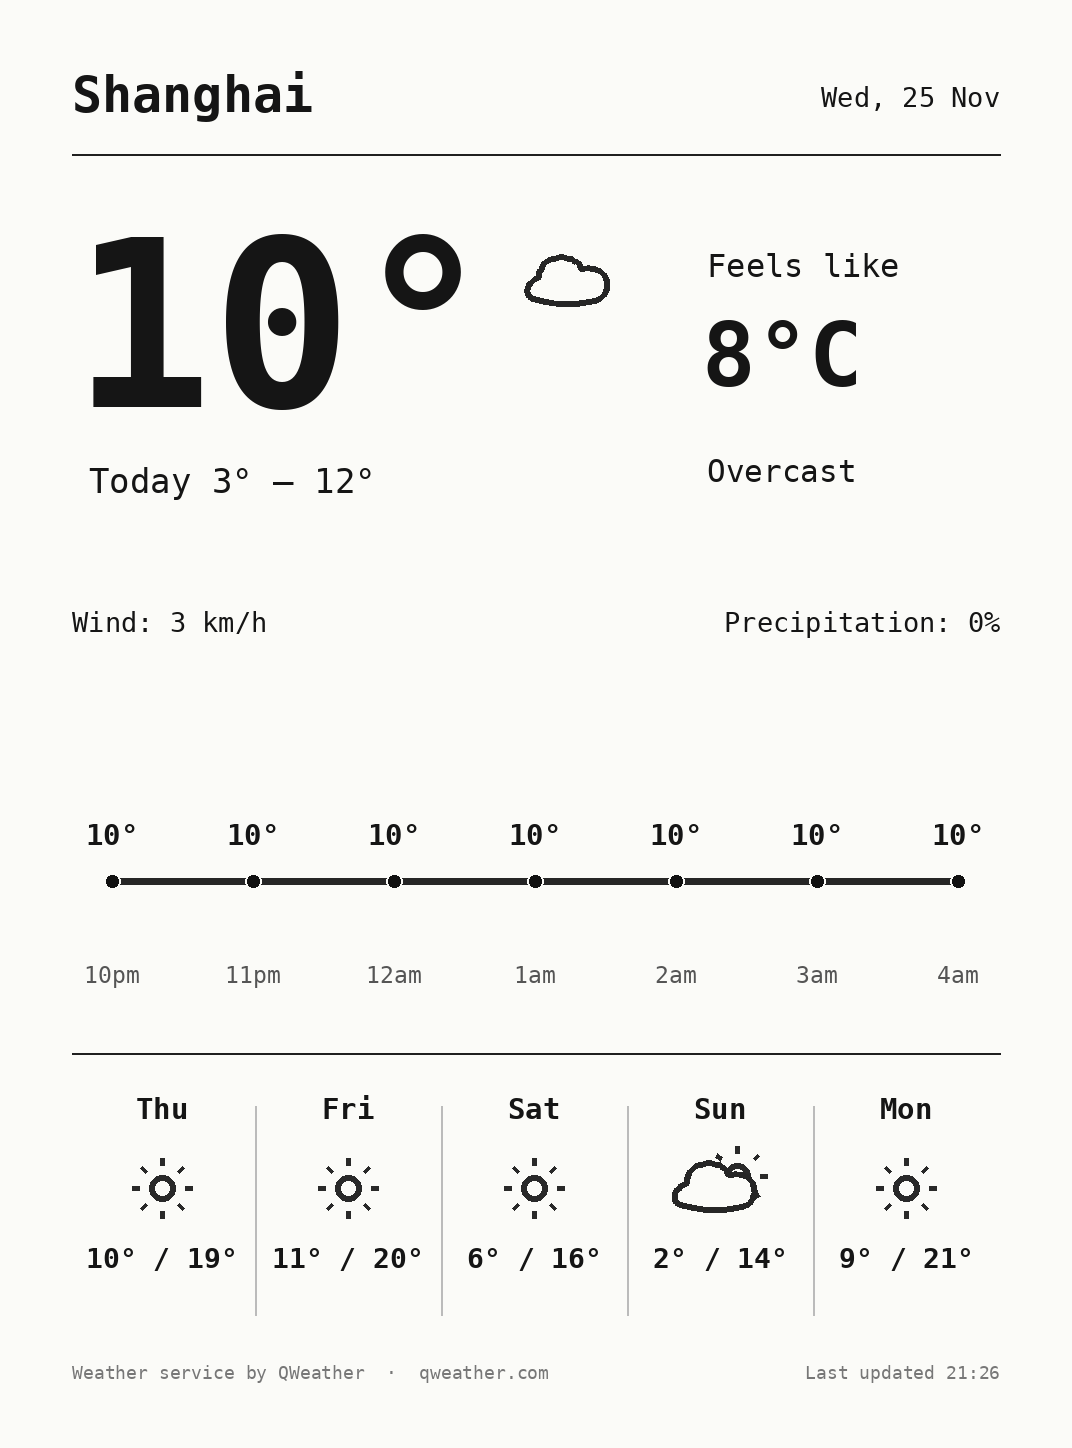 Shanghai
Wed, 25 Nov
10°
Feels like
8°C
Today 3° – 12°
Overcast
Wind: 3 km/h
Precipitation: 0%
10° 10° 10° 10° 10° 10° 10°
10pm 11pm 12am 1am 2am 3am 4am
Thu Fri Sat Sun Mon
10° / 19° 11° / 20° 6° / 16° 2° / 14° 9° / 21°
Weather service by QWeather · qweather.com
Last updated 21:26